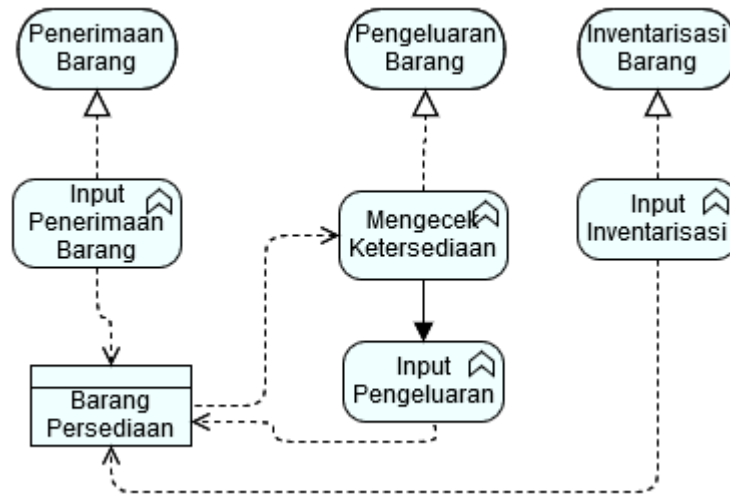 Penerimaan
Barang
Pengeluaran
Barang
Inventarisasi
Barang
Input
Penerimaan
Barang
Mengecek
Ketersediaan
Input
Inventarisasi
Input
Pengeluaran
Barang
Persediaan